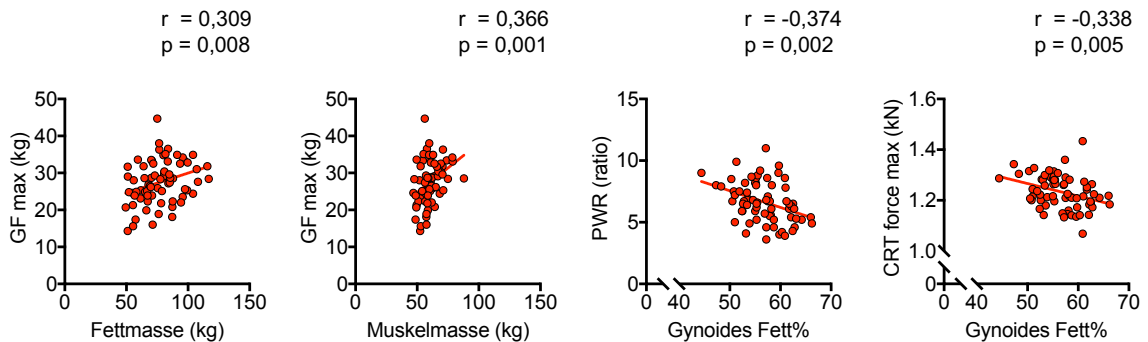 r = 0,309
p = 0,008
GF max (kg)
50
40
30
20
10
0
0 50 100 150
Fettmasse (kg)
r = 0,366
p = 0,001
GF max (kg)
50
40
30
20
10
0
0 50 100 150
Muskelmasse (kg)
r = -0,374
p = 0,002
PWR (ratio)
15
10
5
0
0 40 50 60 70
Gynoides Fett%
r = -0,338
p = 0,005
CRT force max (kN)
1.6
1.4
1.2
1.0
0
0 40 50 60 70
Gynoides Fett%